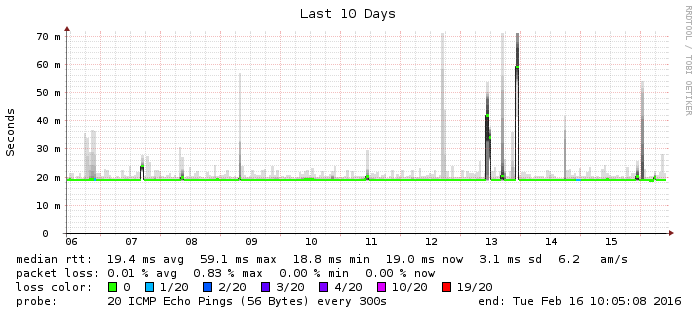 Last 10 Days
RRDTOOL / TOBI OETIKER
Seconds
70 m
60 m
50 m
40 m
30 m
20 m
10 m
0
06 07 08 09 10 11 12 13 14 15
median rtt: 19.4 ms avg 59.1 ms max 18.8 ms min 19.0 ms now 3.1 ms sd 6.2 am/s
packet loss: 0.01 % avg 0.83 % max 0.00 % min 0.00 % now
loss color: 0 1/20 2/20 3/20 4/20 10/20 19/20
probe: 20 ICMP Echo Pings (56 Bytes) every 300s end: Tue Feb 16 10:05:08 2016